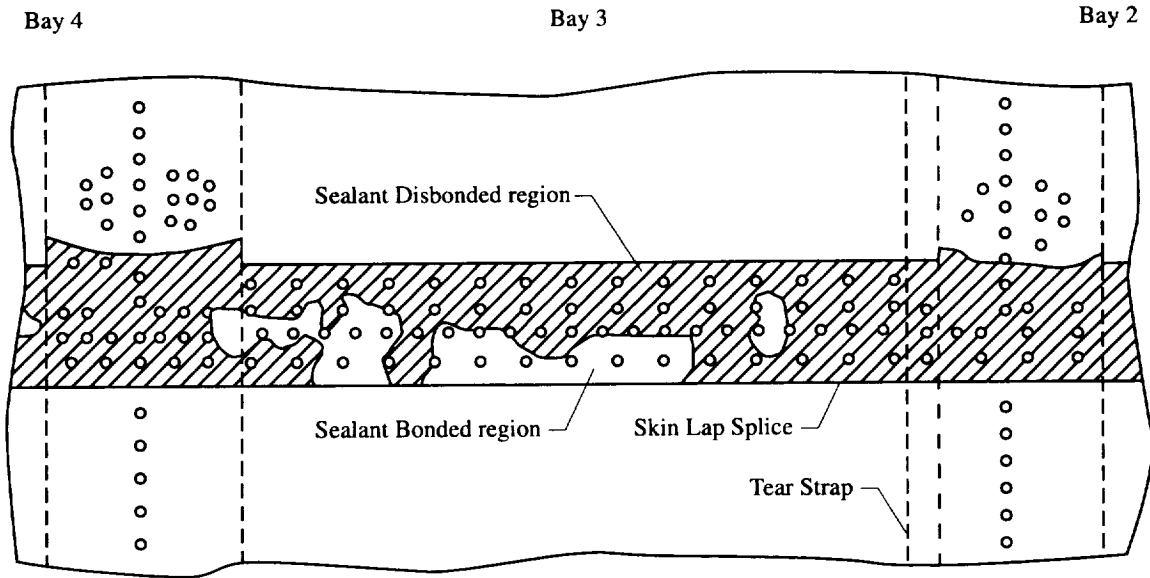 Bay 4
Bay 3
Bay 2
Sealant Disbonded region
Sealant Bonded region
Skin Lap Splice
Tear Strap